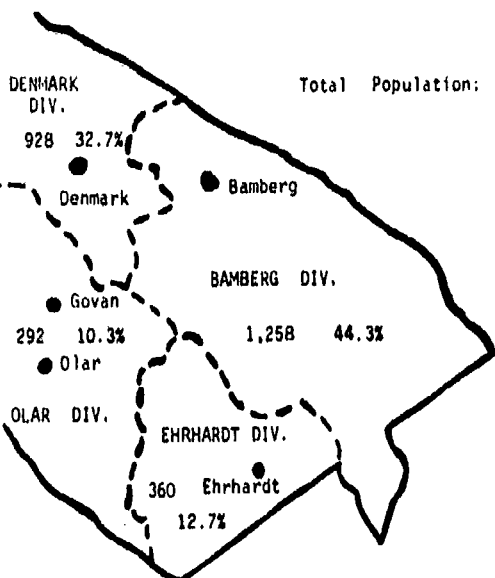 DENMARK
DIV.
Total Population:
928 32.7%
Denmark
Bamberg
BAMBERG DIV.
Govan
292 10.3%
1,258 44.3%
Olar
OLAR DIV.
EHRHARDT DIV.
360 Ehrhardt
12.7%